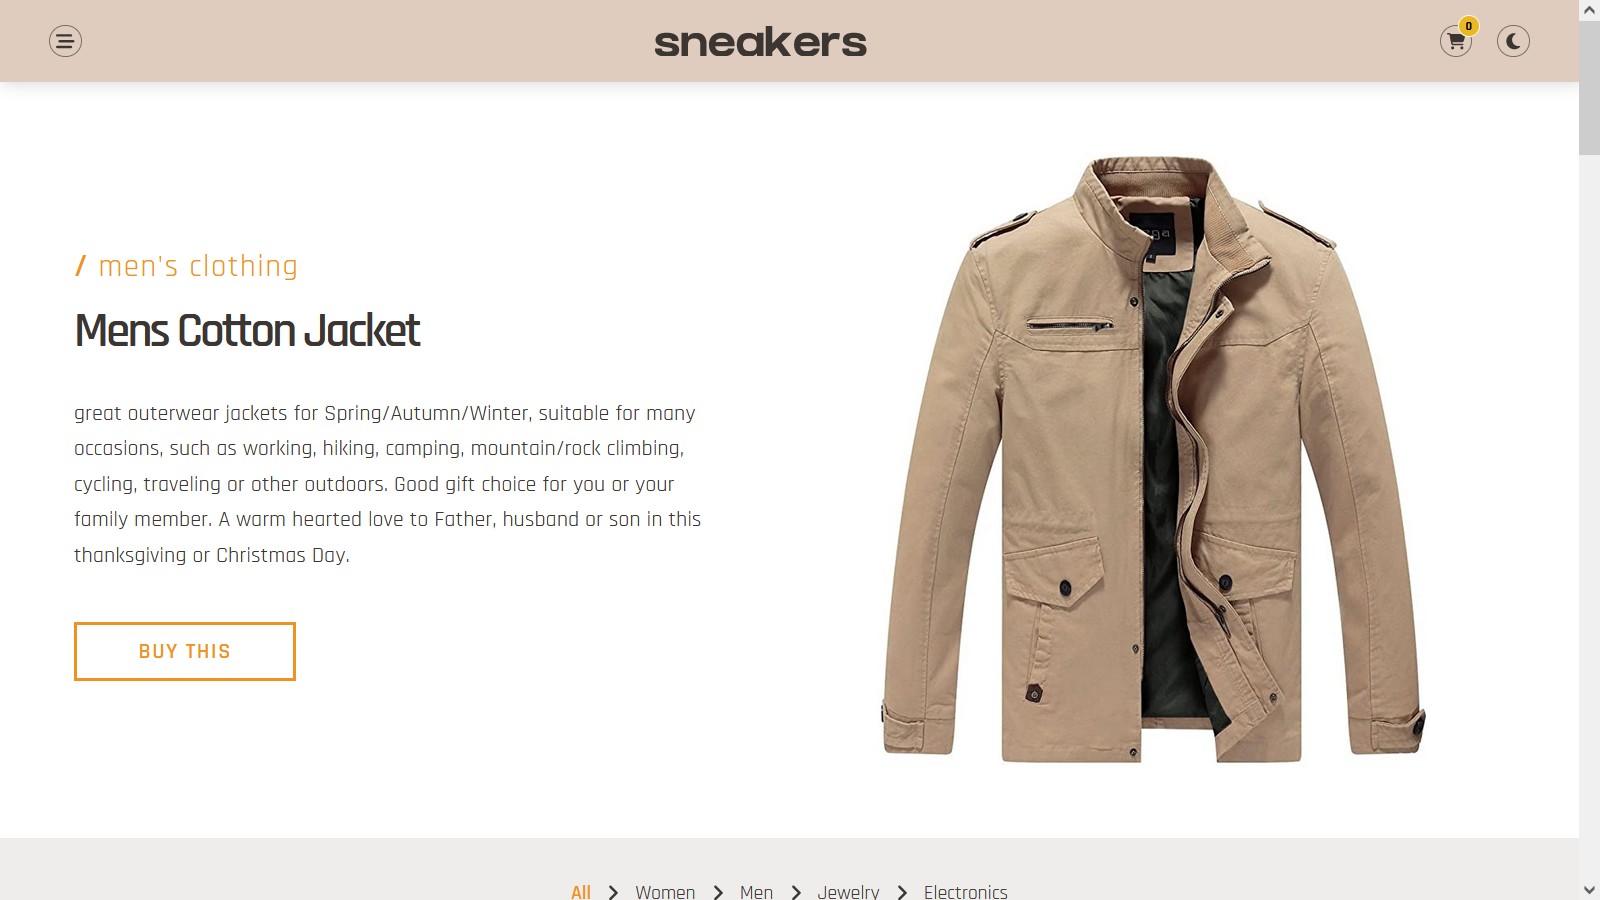 sneakers
0
/ men's clothing
Mens Cotton Jacket
great outerwear jackets for Spring/Autumn/Winter, suitable for many
occasions, such as working, hiking, camping, mountain/rock climbing,
cycling, traveling or other outdoors. Good gift choice for you or your
family member. A warm hearted love to Father, husband or son in this
thanksgiving or Christmas Day.
BUY THIS
All
Women
Men
Jewelry
Electronics